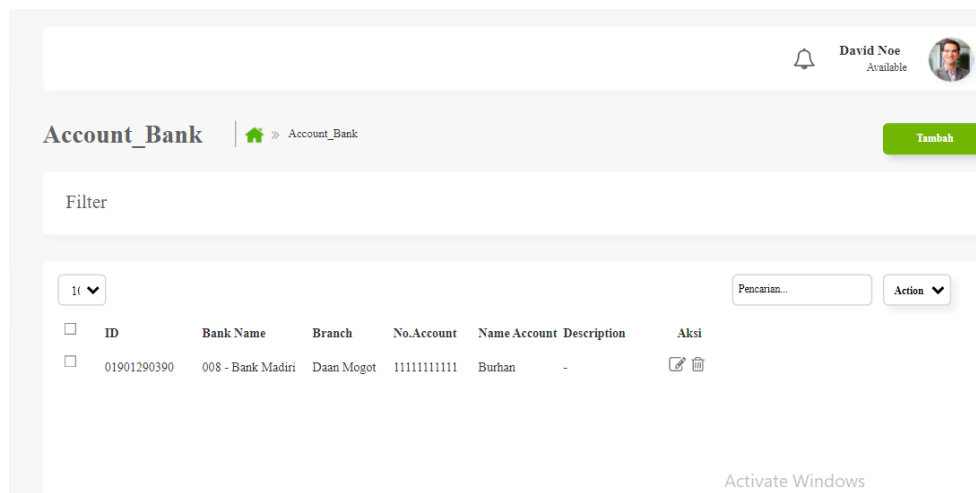 David Noe
Available
Account_Bank » Account_Bank
Tambah
Filter
Pencarian... Action
ID Bank Name Branch No.Account Name Account Description Aksi
01901290390 008 - Bank Madiri Daan Mogot 11111111111 Burhan -
Activate Windows